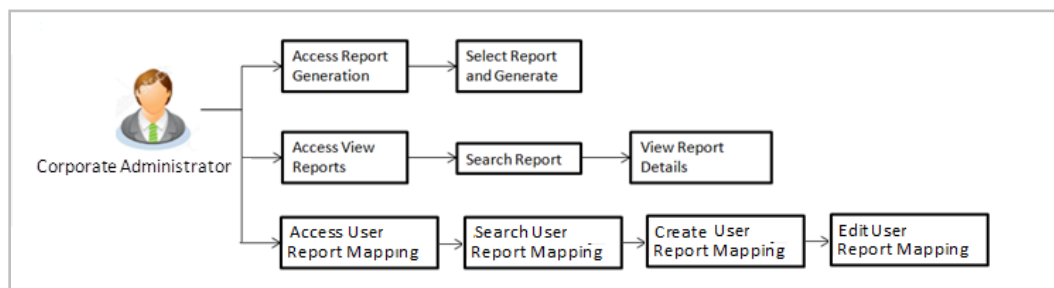 Corporate Administrator
Access Report
Generation
Select Report
and Generate
Access View
Reports
Search Report
View Report
Details
Access User
Report Mapping
Search User
Report Mapping
Create User
Report Mapping
Edit User
Report Mapping